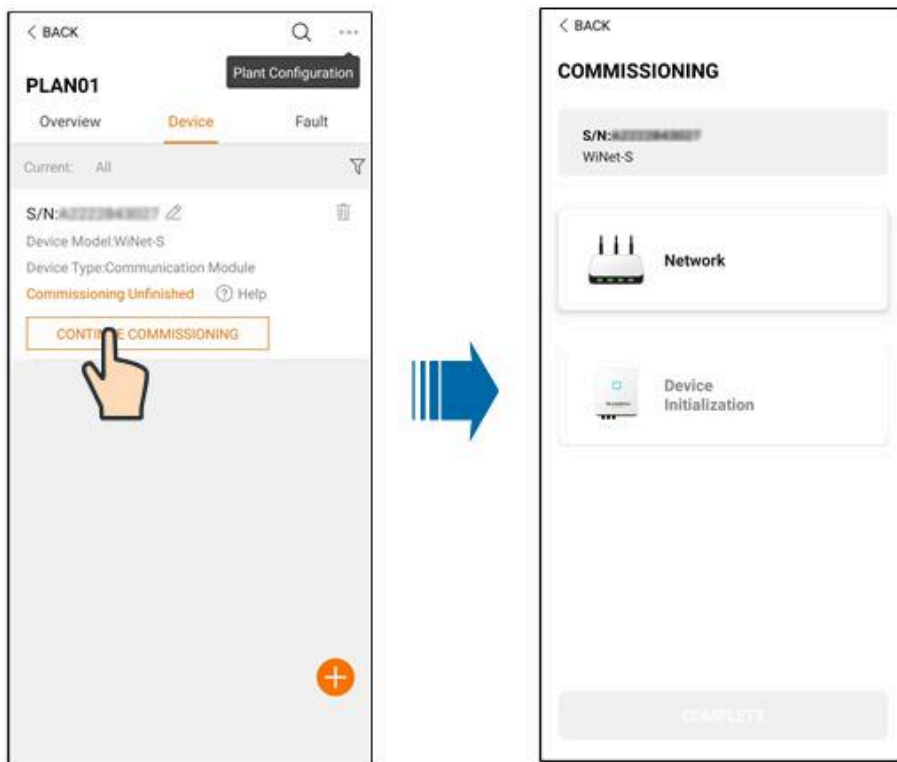 < BACK
Plant Configuration
PLAN01
Overview Device Fault
Current: All
S/N:
Device Model:WiNet-S
Device Type:Communication Module
Commissioning Unfinished ? Help
CONTINUE COMMISSIONING
< BACK
COMMISSIONING
S/N:
WiNet-S
Network
Device
Initialization
COMPLETE